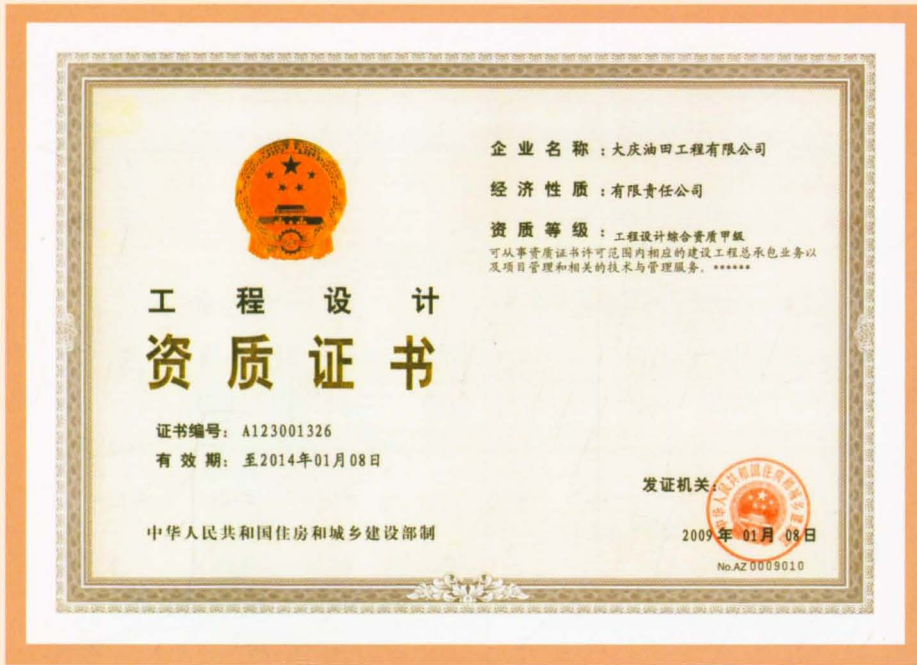 工程设计
资质证书
证书编号：A123001326
有效期：至2014年01月08日
中华人民共和国住房和城乡建设部制
企业名称：大庆油田工程有限公司
经济性质：有限责任公司
资质等级：工程设计综合资质甲级
可从事资质证书许可范围内相应的建设工程总承包业务以
及项目管理和相关的技术与管理服务。******
发证机关：
2009年01月08日
No.AZ 0009010